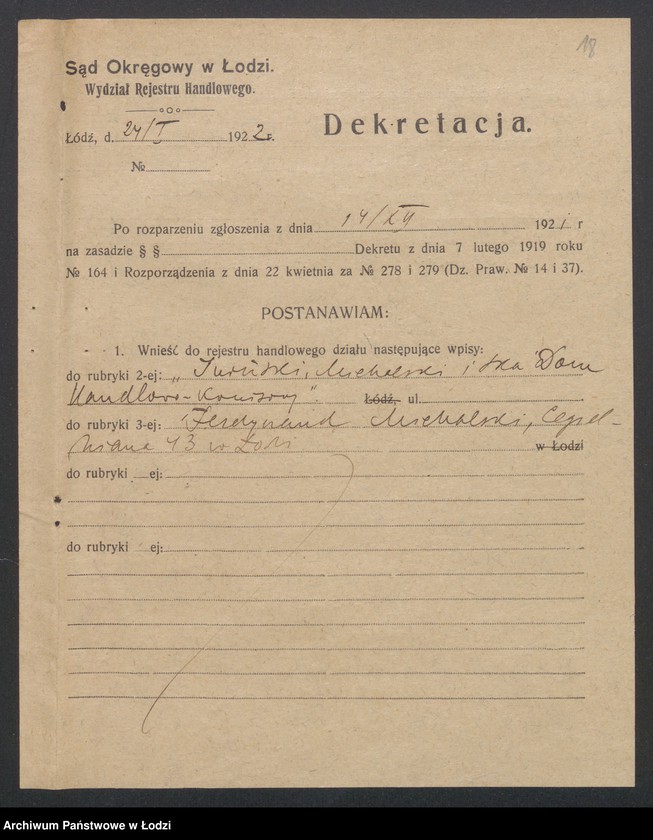 18
Sąd Okręgowy w Łodzi.
Wydział Rejestru Handlowego.
Łódź, d. 24/I 1922 r.
Dek·retacja.
№
Po rozparzeniu zgłoszenia z dnia 14/XII 1921 r
na zasadzie § § Dekretu z dnia 7 lutego 1919 roku
№ 164 i Rozporządzenia z dnia 22 kwietnia za № 278 i 279 (Dz. Praw. № 14 i 37).
POSTANAWIAM:
1. Wnieść do rejestru handlowego działu następujące wpisy:
do rubryki 2-ej: „ Michalski i Ska Dom
Handlowo-Komisowy". Łódź, ul.
do rubryki 3-ej: Ferdynand Michalski, Cegiel-
niana 43 w Łodzi w Łodzi
do rubryki ej:
do rubryki ej:
Archiwum Państwowe w Łodzi